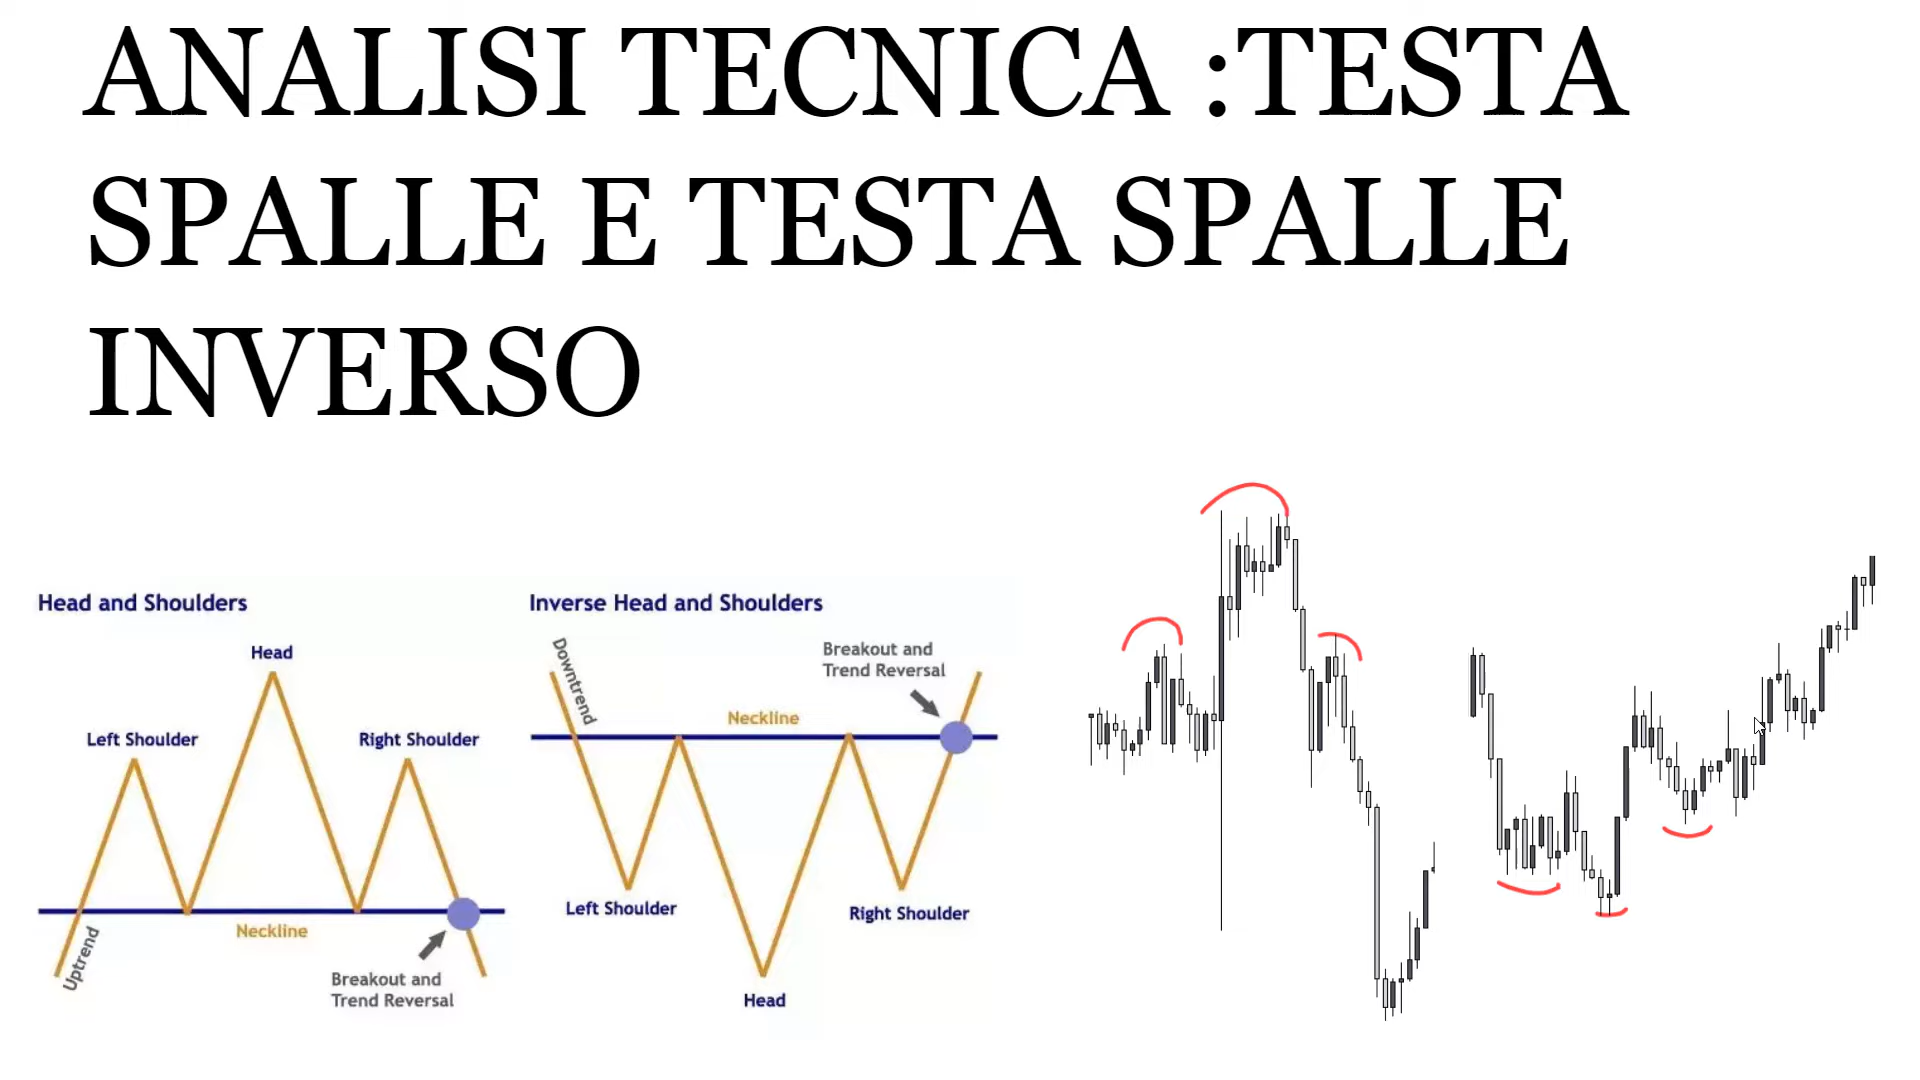 ANALISI TECNICA :TESTA
SPALLE E TESTA SPALLE
INVERSO
Head and Shoulders
Head
Left Shoulder
Right Shoulder
Neckline
Uptrend
Breakout and
Trend Reversal
Inverse Head and Shoulders
Downtrend
Breakout and
Trend Reversal
Neckline
Left Shoulder
Right Shoulder
Head